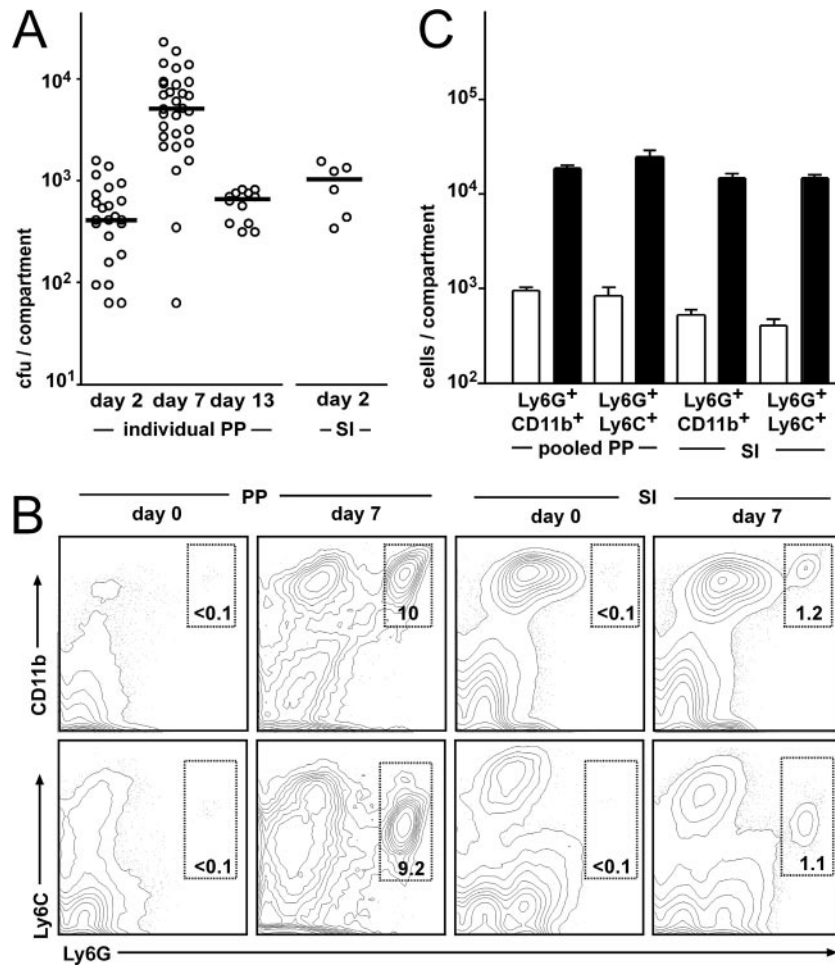 A
cfu / compartment
10⁴
10³
10²
10¹
day 2 day 7 day 13 day 2
individual PP SI
C
cells / compartment
10⁵
10⁴
10³
10²
Ly6G⁺ Ly6G⁺ Ly6G⁺ Ly6G⁺
CD11b⁺ Ly6C⁺ CD11b⁺ Ly6C⁺
pooled PP SI
B
PP SI
day 0 day 7 day 0 day 7
CD11b
<0.1 10 <0.1 1.2
Ly6C
<0.1 9.2 <0.1 1.1
Ly6G